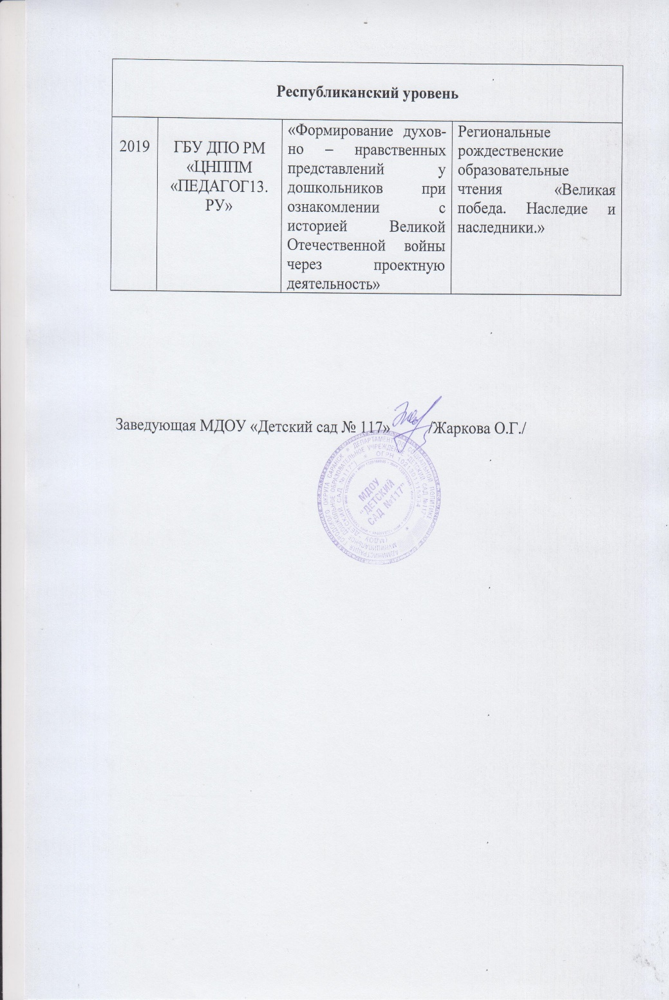 Республиканский уровень
2019
ГБУ ДПО РМ
«ЦНППМ
«ПЕДАГОГ13.
РУ»
«Формирование духов-
но – нравственных
представлений у
дошкольников при
ознакомлении с
историей Великой
Отечественной войны
через проектную
деятельность»
Региональные
рождественские
образовательные
чтения «Великая
победа. Наследие и
наследники.»
Заведующая МДОУ «Детский сад № 117» /Жаркова О.Г./
МДОУ
"ДЕТСКИЙ
САД №117"